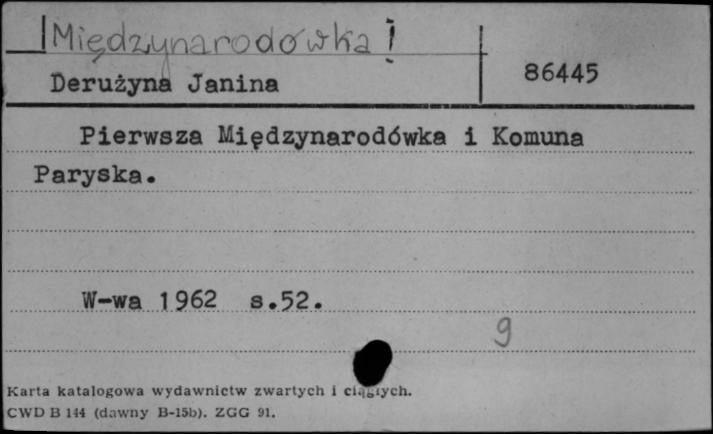 Międzynarodówka I
Derużyna Janina
86445
Pierwsza Międzynarodówka i Komuna
Paryska.
W-wa 1962 s.52.
9
Karta katalogowa wydawnictw zwartych i ciągłych.
CWD B 144 (dawny B-15b). ZGG 91.